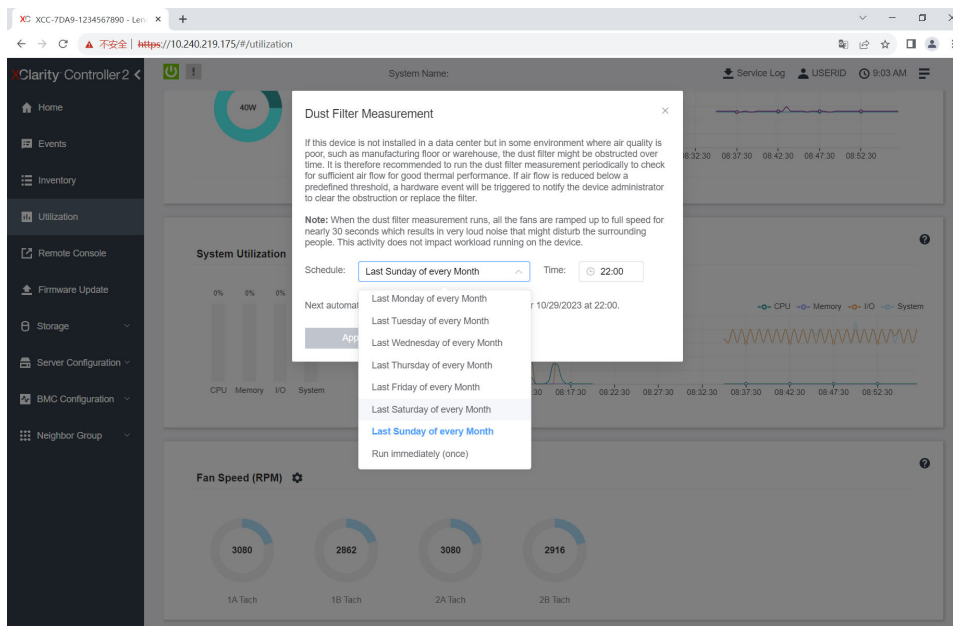 XC XCC-7DA9-1234567890 - Len
不安全 | https://10.240.219.175/#/utilization
XClarity Controller 2
System Name:
Service Log
USERID
9:03 AM
Home
Events
Inventory
Utilization
Remote Console
Firmware Update
Storage
Server Configuration
BMC Configuration
Neighbor Group
40W
08:32:30 08:37:30 08:42:30 08:47:30 08:52:30
Dust Filter Measurement
If this device is not installed in a data center but in some environment where air quality is
poor, such as manufacturing floor or warehouse, the dust filter might be obstructed over
time. It is therefore recommended to run the dust filter measurement periodically to check
for sufficient air flow for good thermal performance. If air flow is reduced below a
predefined threshold, a hardware event will be triggered to notify the device administrator
to clear the obstruction or replace the filter.
Note: When the dust filter measurement runs, all the fans are ramped up to full speed for
nearly 30 seconds which results in very loud noise that might disturb the surrounding
people. This activity does not impact workload running on the device.
Schedule: Last Sunday of every Month Time: 22:00
Last Monday of every Month
Last Tuesday of every Month
Last Wednesday of every Month
Last Thursday of every Month
Last Friday of every Month
Last Saturday of every Month
Last Sunday of every Month
Run immediately (once)
Next automat
10/29/2023 at 22:00.
App
System Utilization
0% 0% 0%
CPU Memory I/O System
CPU Memory I/O System
:30 08:17:30 08:22:30 08:27:30 08:32:30 08:37:30 08:42:30 08:47:30 08:52:30
Fan Speed (RPM)
3080 2862 3080 2916
1A Tach 1B Tach 2A Tach 2B Tach